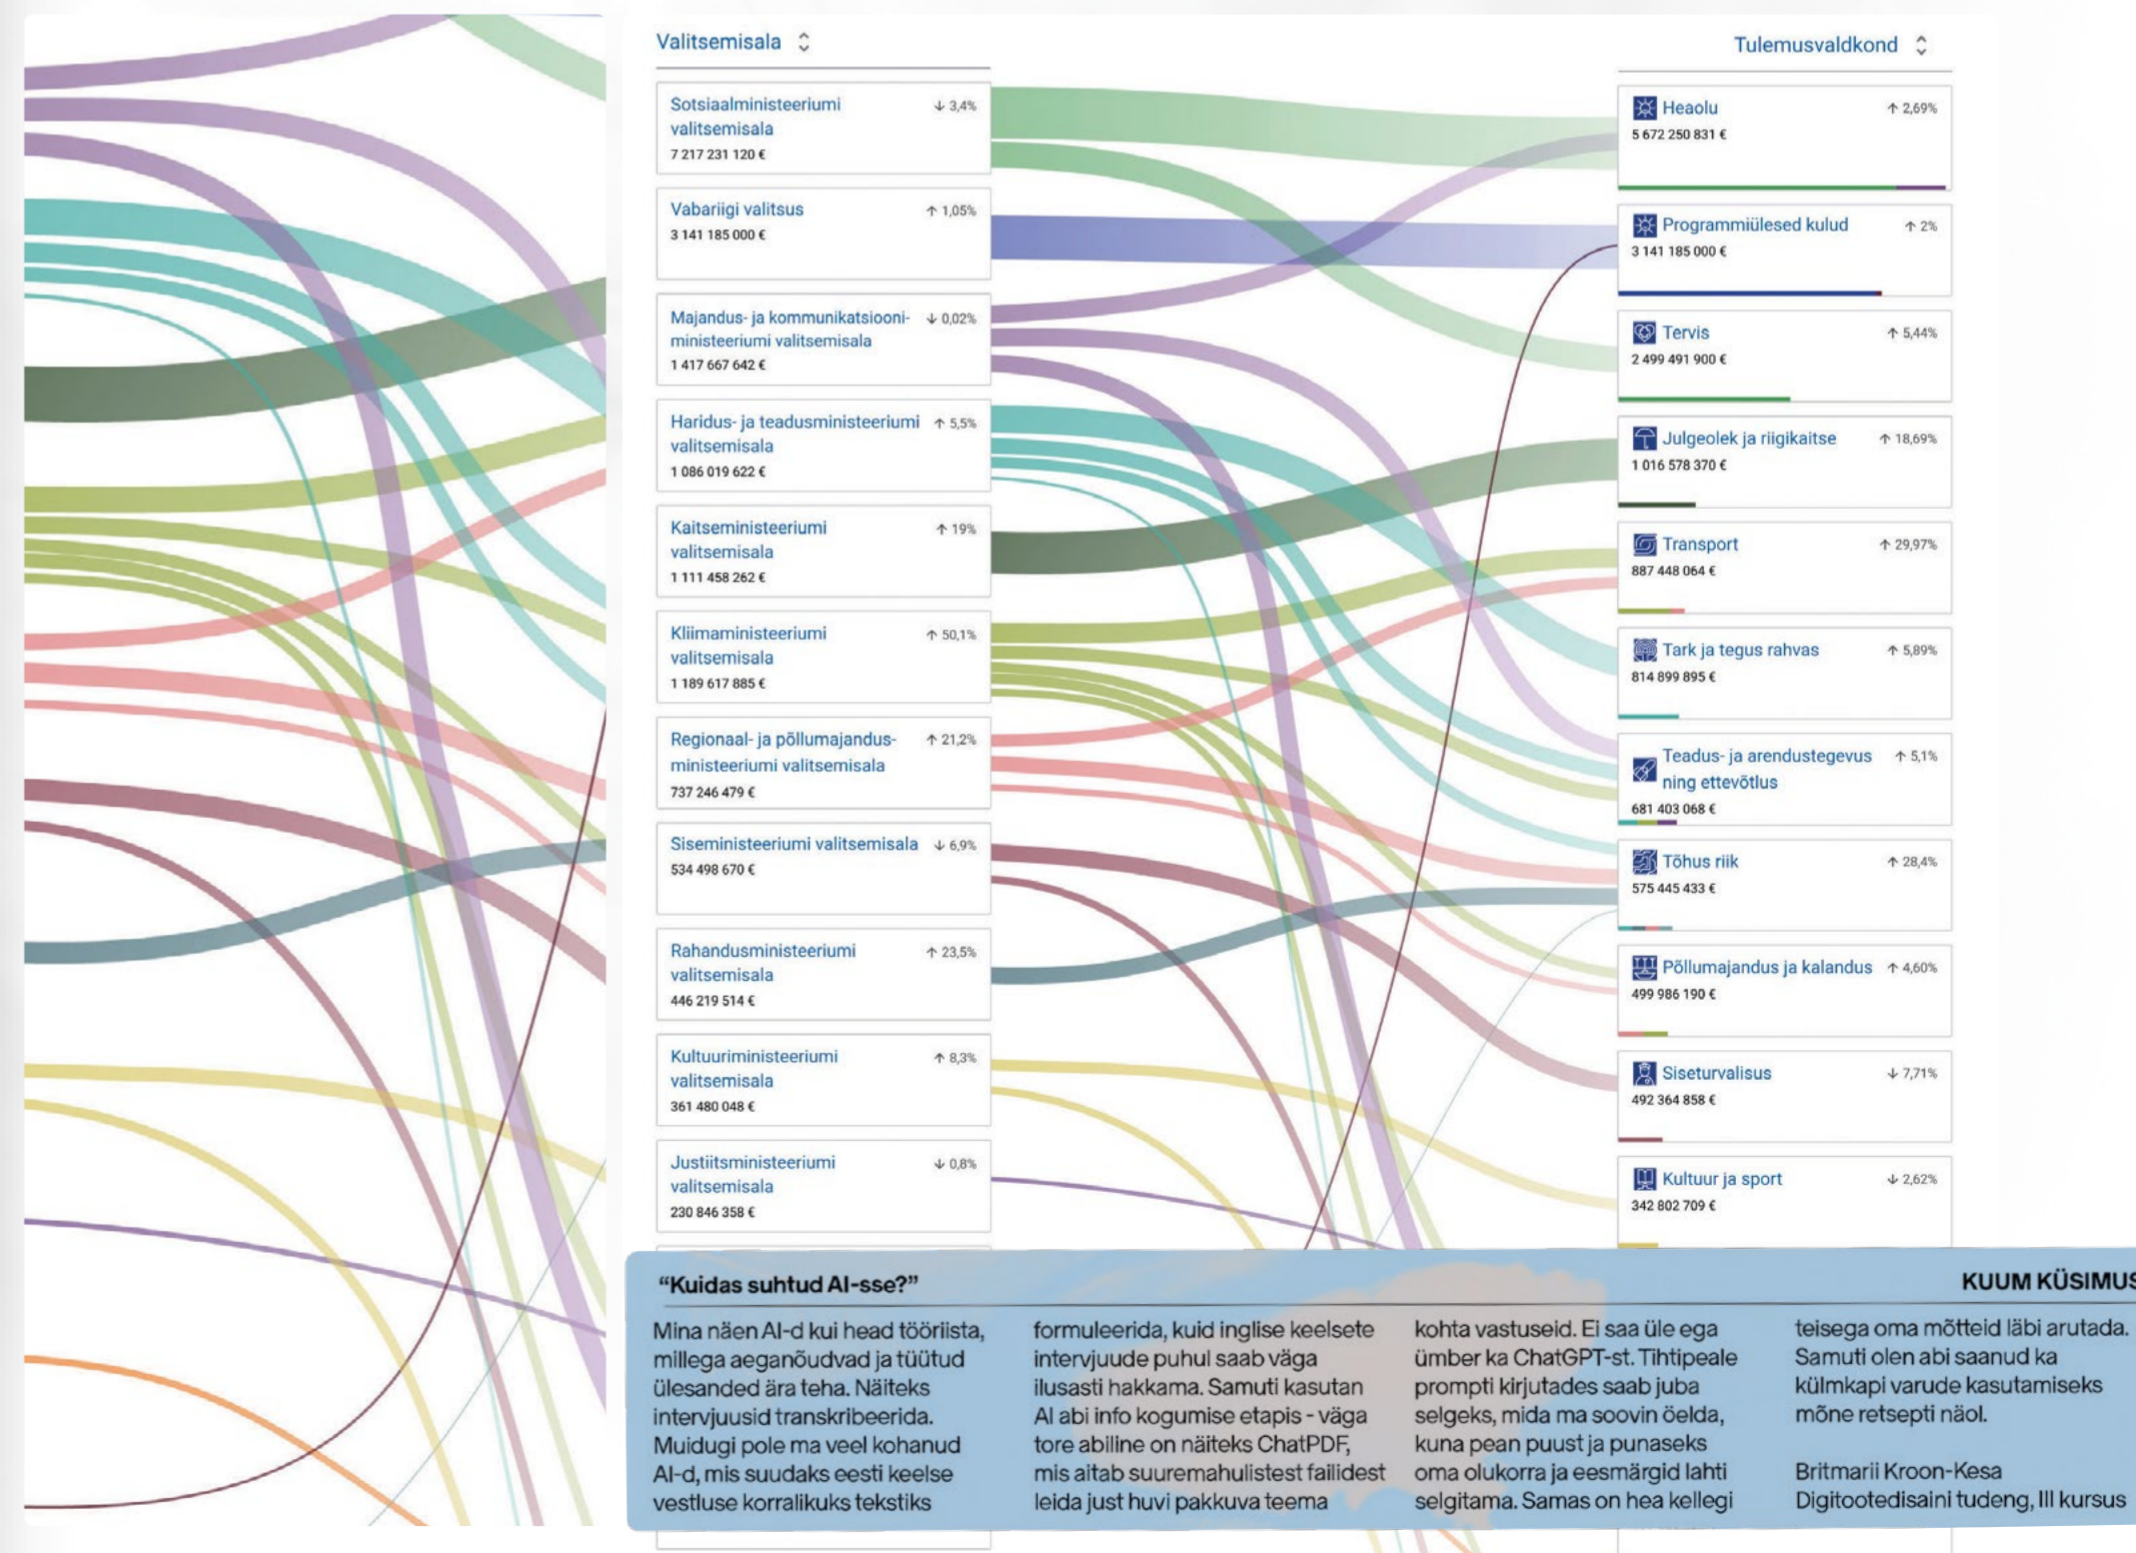 Valitsemisala
Sotsiaalministeeriumi
valitsemisala
↓ 3,4%
7 217 231 120 €
Vabariigi valitsus
↑ 1,05%
3 141 185 000 €
Majandus- ja kommunikatsiooni-
ministeeriumi valitsemisala
↓ 0,02%
1 417 667 642 €
Haridus- ja teadusministeeriumi
valitsemisala
↑ 5,5%
1 086 019 622 €
Kaitseministeeriumi
valitsemisala
↑ 19%
1 111 458 262 €
Kliimaministeeriumi
valitsemisala
↑ 50,1%
1 189 617 885 €
Regionaal- ja põllumajandus-
ministeeriumi valitsemisala
↑ 21,2%
737 246 479 €
Siseministeeriumi valitsemisala
↓ 6,9%
534 498 670 €
Rahandusministeeriumi
valitsemisala
↑ 23,5%
446 219 514 €
Kultuuriministeeriumi
valitsemisala
↑ 8,3%
361 480 048 €
Justiitsministeeriumi
valitsemisala
↓ 0,8%
230 846 358 €
Tulemusvaldkond
Heaolu
↑ 2,69%
5 672 250 831 €
Programmiülesed kulud
↑ 2%
3 141 185 000 €
Tervis
↑ 5,44%
2 499 491 900 €
Julgeolek ja riigikaitse
↑ 18,69%
1 016 578 370 €
Transport
↑ 29,97%
887 448 064 €
Tark ja tegus rahvas
↑ 5,89%
814 899 895 €
Teadus- ja arendustegevus
ning ettevõtlus
↑ 5,1%
681 403 068 €
Tõhus riik
↑ 28,4%
575 445 433 €
Põllumajandus ja kalandus
↑ 4,60%
499 986 190 €
Siseturvalisus
↓ 7,71%
492 364 858 €
Kultuur ja sport
↓ 2,62%
342 802 709 €
“Kuidas suhtud AI-sse?”
KUUM KÜSIMUS
Mina näen AI-d kui head tööriista,
millega aeganõudvad ja tüütud
ülesanded ära teha. Näiteks
intervjuusid transkribeerida.
Muidugi pole ma veel kohanud
AI-d, mis suudaks eesti keelse
vestluse korralikuks tekstiks
formuleerida, kuid inglise keelsete
intervjuude puhul saab väga
ilusasti hakkama. Samuti kasutan
AI abi info kogumise etapis - väga
tore abiline on näiteks ChatPDF,
mis aitab suuremahulistest failidest
leida just huvi pakkuva teema
kohta vastuseid. Ei saa üle ega
ümber ka ChatGPT-st. Tihtipeale
prompti kirjutades saab juba
selgeks, mida ma soovin öelda,
kuna pean puust ja punaseks
oma olukorra ja eesmärgid lahti
selgitama. Samas on hea kellegi
teisega oma mõtteid läbi arutada.
Samuti olen abi saanud ka
külmkapi varude kasutamiseks
mõne retsepti näol.
Britmarii Kroon-Kesa
Digitootedisaini tudeng, III kursus